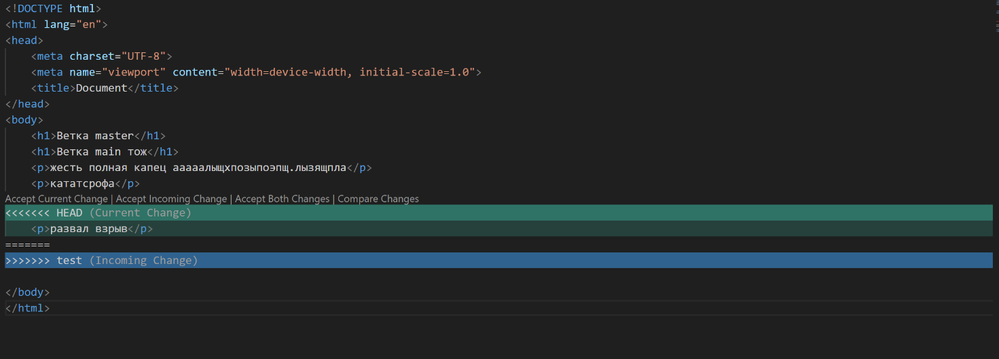 <!DOCTYPE html>
<html lang="en">
<head>
    <meta charset="UTF-8">
    <meta name="viewport" content="width=device-width, initial-scale=1.0">
    <title>Document</title>
</head>
<body>
    <h1>Ветка master</h1>
    <h1>Ветка main тож</h1>
    <p>жесть полная капец ааааалыщхпозыпоэпщ.лызящпла</p>
    <p>кататсрофа</p>
Accept Current Change | Accept Incoming Change | Accept Both Changes | Compare Changes
<<<<<<< HEAD (Current Change)
    <p>развал взрыв</p>
=======
>>>>>>> test (Incoming Change)
</body>
</html>